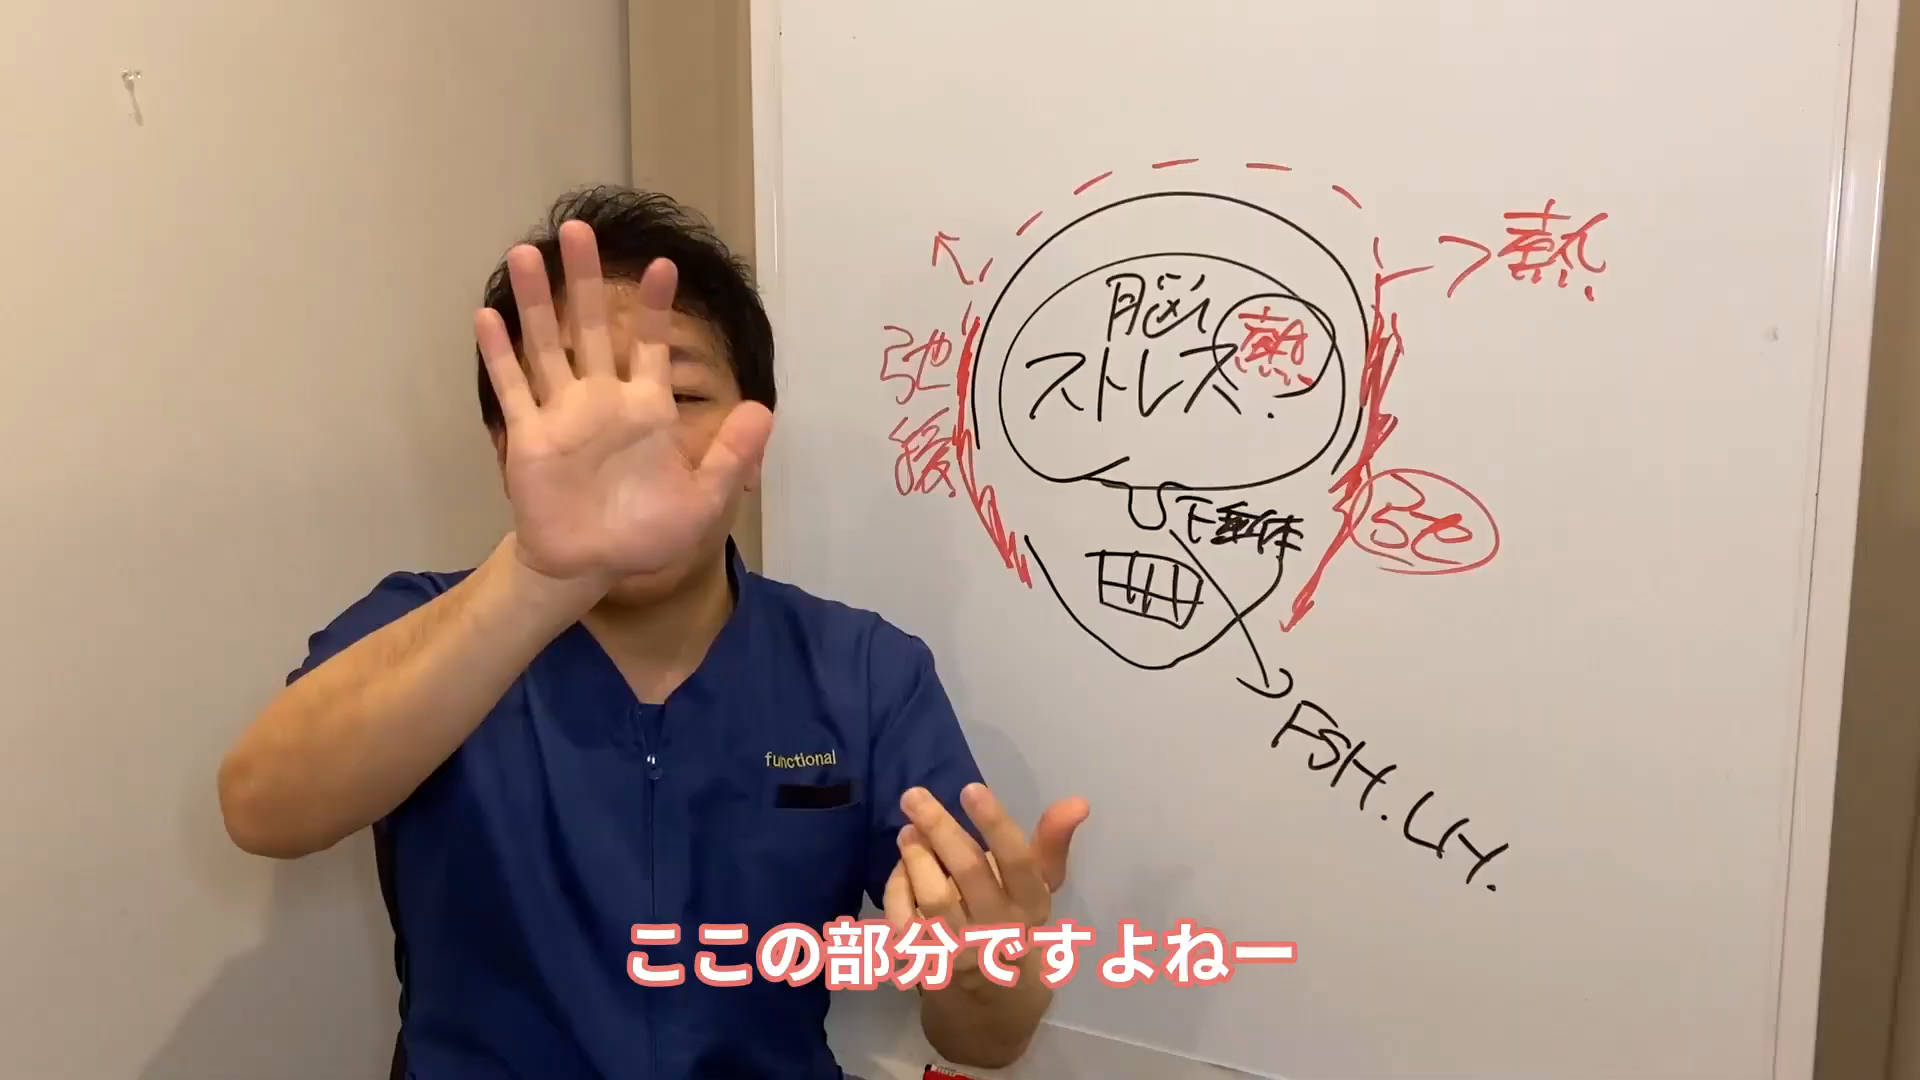 熱
脳
熱
ストレス.
弛
緩
下垂体
弛
FSH.LH.
functional
ここの部分ですよねー